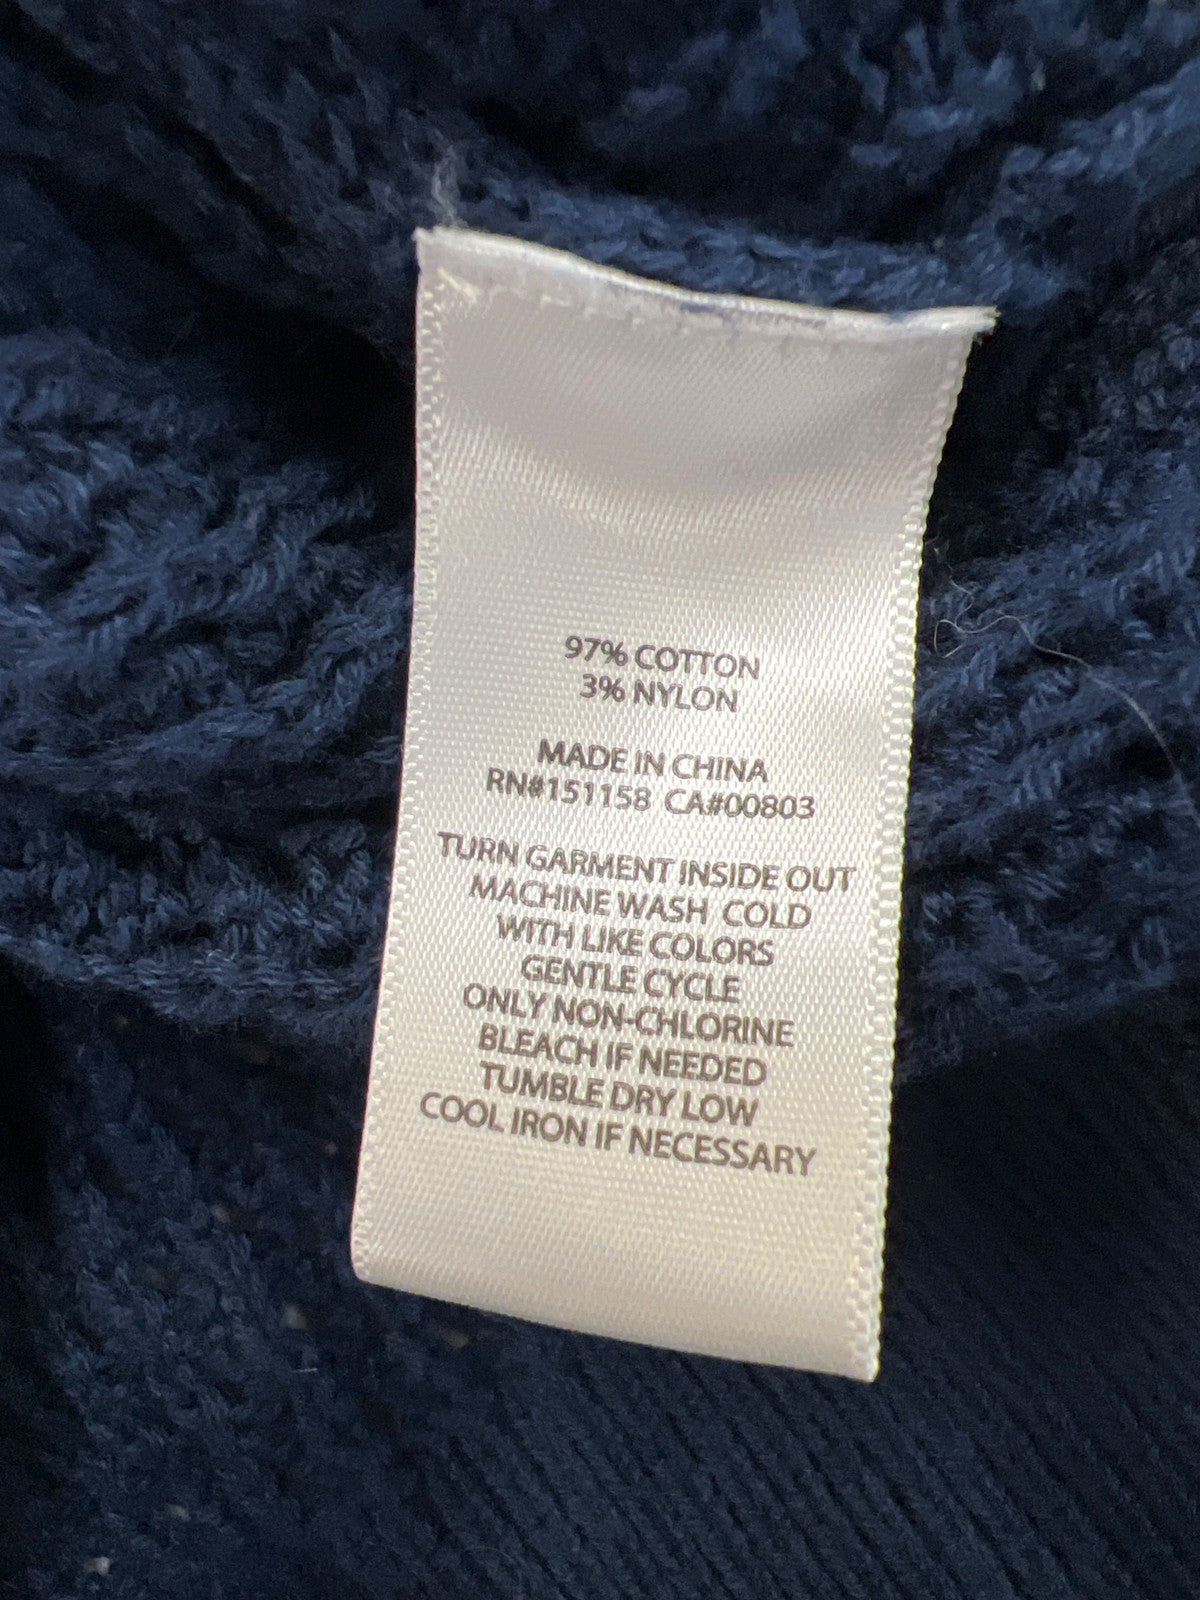 97% COTTON
3% NYLON
MADE IN CHINA
RN#151158 CA#00803
TURN GARMENT INSIDE OUT
MACHINE WASH COLD
WITH LIKE COLORS
GENTLE CYCLE
ONLY NON-CHLORINE
BLEACH IF NEEDED
TUMBLE DRY LOW
COOL IRON IF NECESSARY